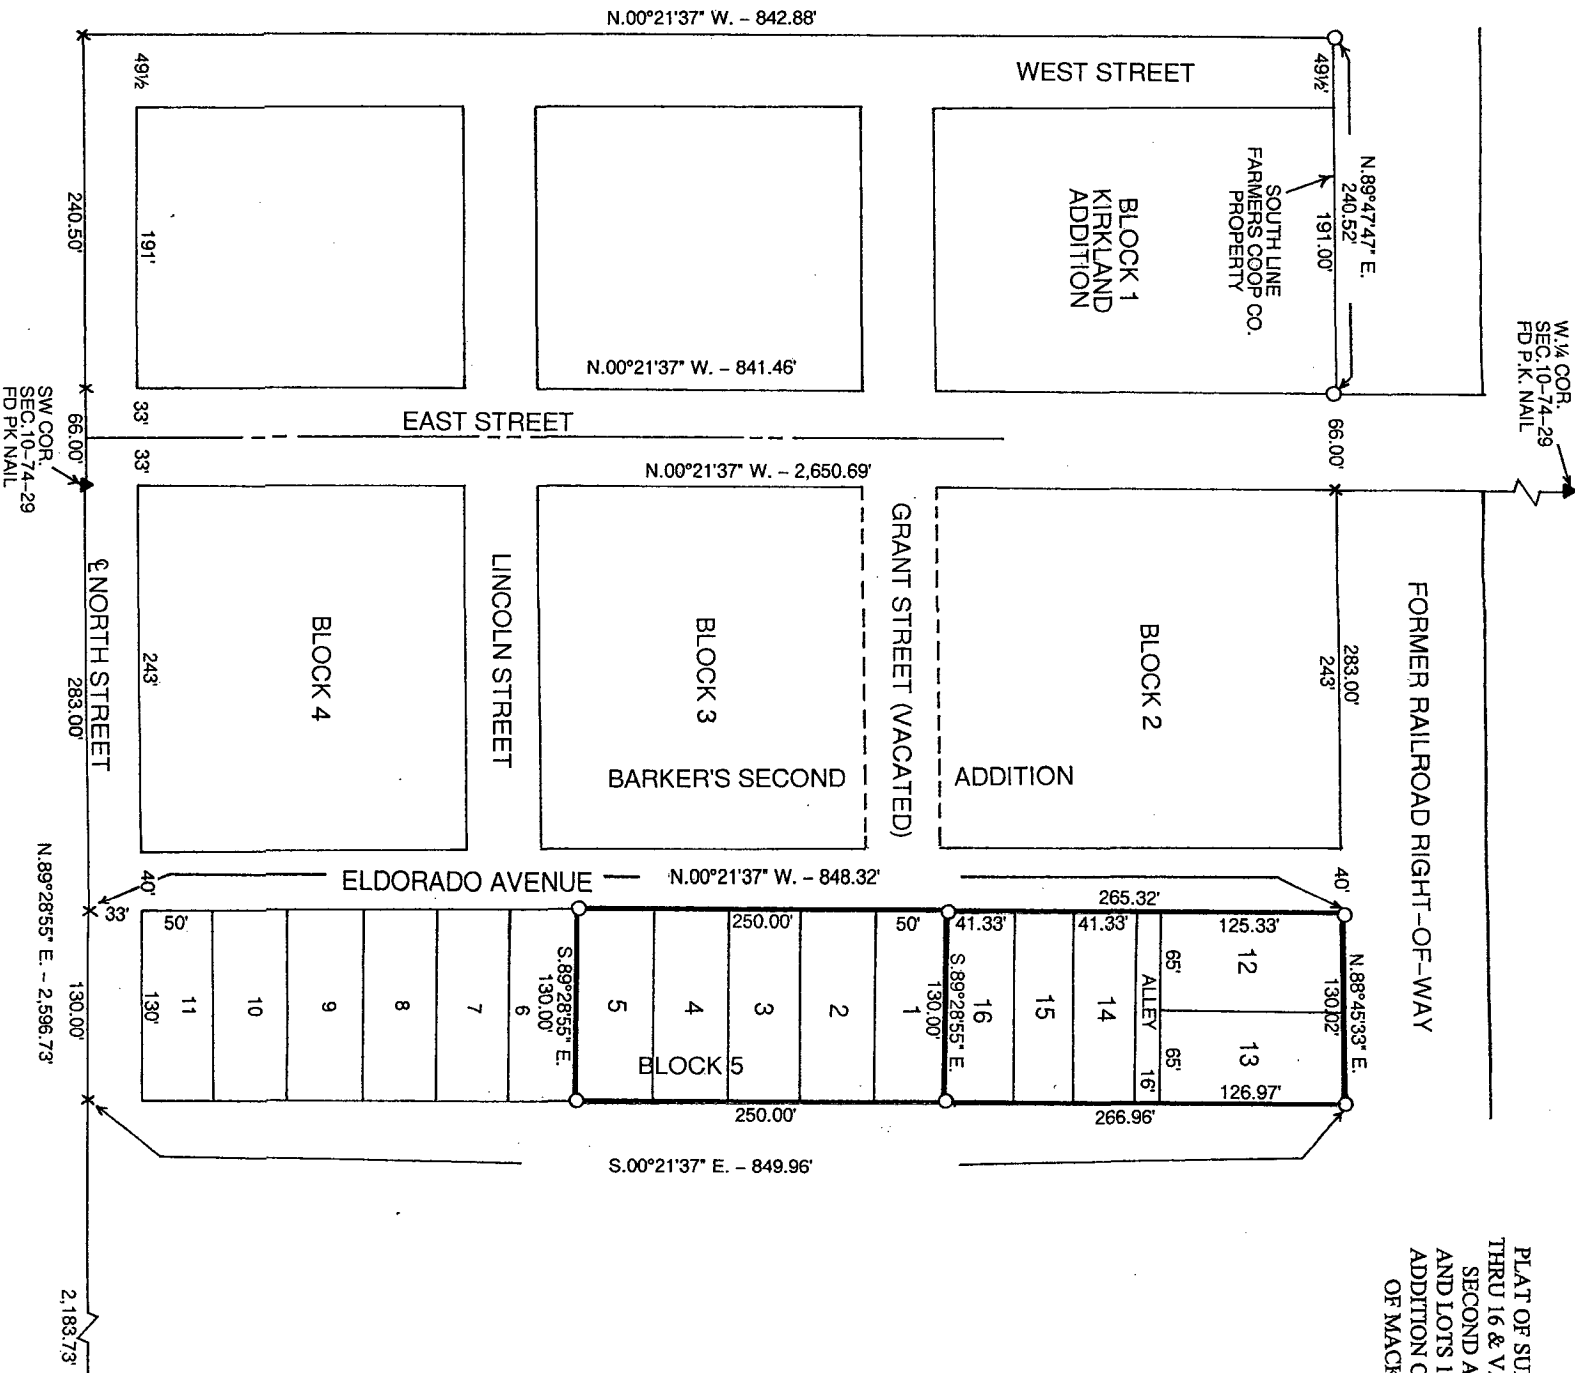 N.00°21'37" W. – 842.88'
WEST STREET
49½
49½'
N.89°47'47" E.
240.52'
191.00'
SOUTH LINE
FARMERS COOP CO.
PROPERTY
BLOCK 1
KIRKLAND
ADDITION
240.50'
191'
N.00°21'37" W. – 841.46'
W.¼ COR.
SEC.10–74–29
FD P.K. NAIL
33'
EAST STREET
66.00'
66.00'
33'
SW COR.
SEC.10–74–29
FD PK NAIL
N.00°21'37" W. – 2,650.69'
℄ NORTH STREET
283.00'
243'
BLOCK 4
LINCOLN STREET
BLOCK 3
GRANT STREET (VACATED)
BLOCK 2
283.00'
243'
FORMER RAILROAD RIGHT–OF–WAY
BARKER'S SECOND
ADDITION
40'
ELDORADO AVENUE
N.00°21'37" W. – 848.32'
40'
265.32'
N.89°28'55" E. – 2,596.73'
33'
50'
250.00'
50'
41.33'
41.33'
125.33'
130.00'
130'
11
10
9
8
7
6
S.89°28'55" E.
130.00'
5
4
3
2
1
130.00'
S.89°28'55" E.
16
15
14
ALLEY
16'
65'
65'
12
13
130.02'
N.88°45'33" E.
BLOCK 5
126.97'
250.00'
266.96'
S.00°21'37" E. – 849.96'
2,183.73'
PLAT OF
THRU 16 &
SECOND
AND LOTS
ADDITION
OF